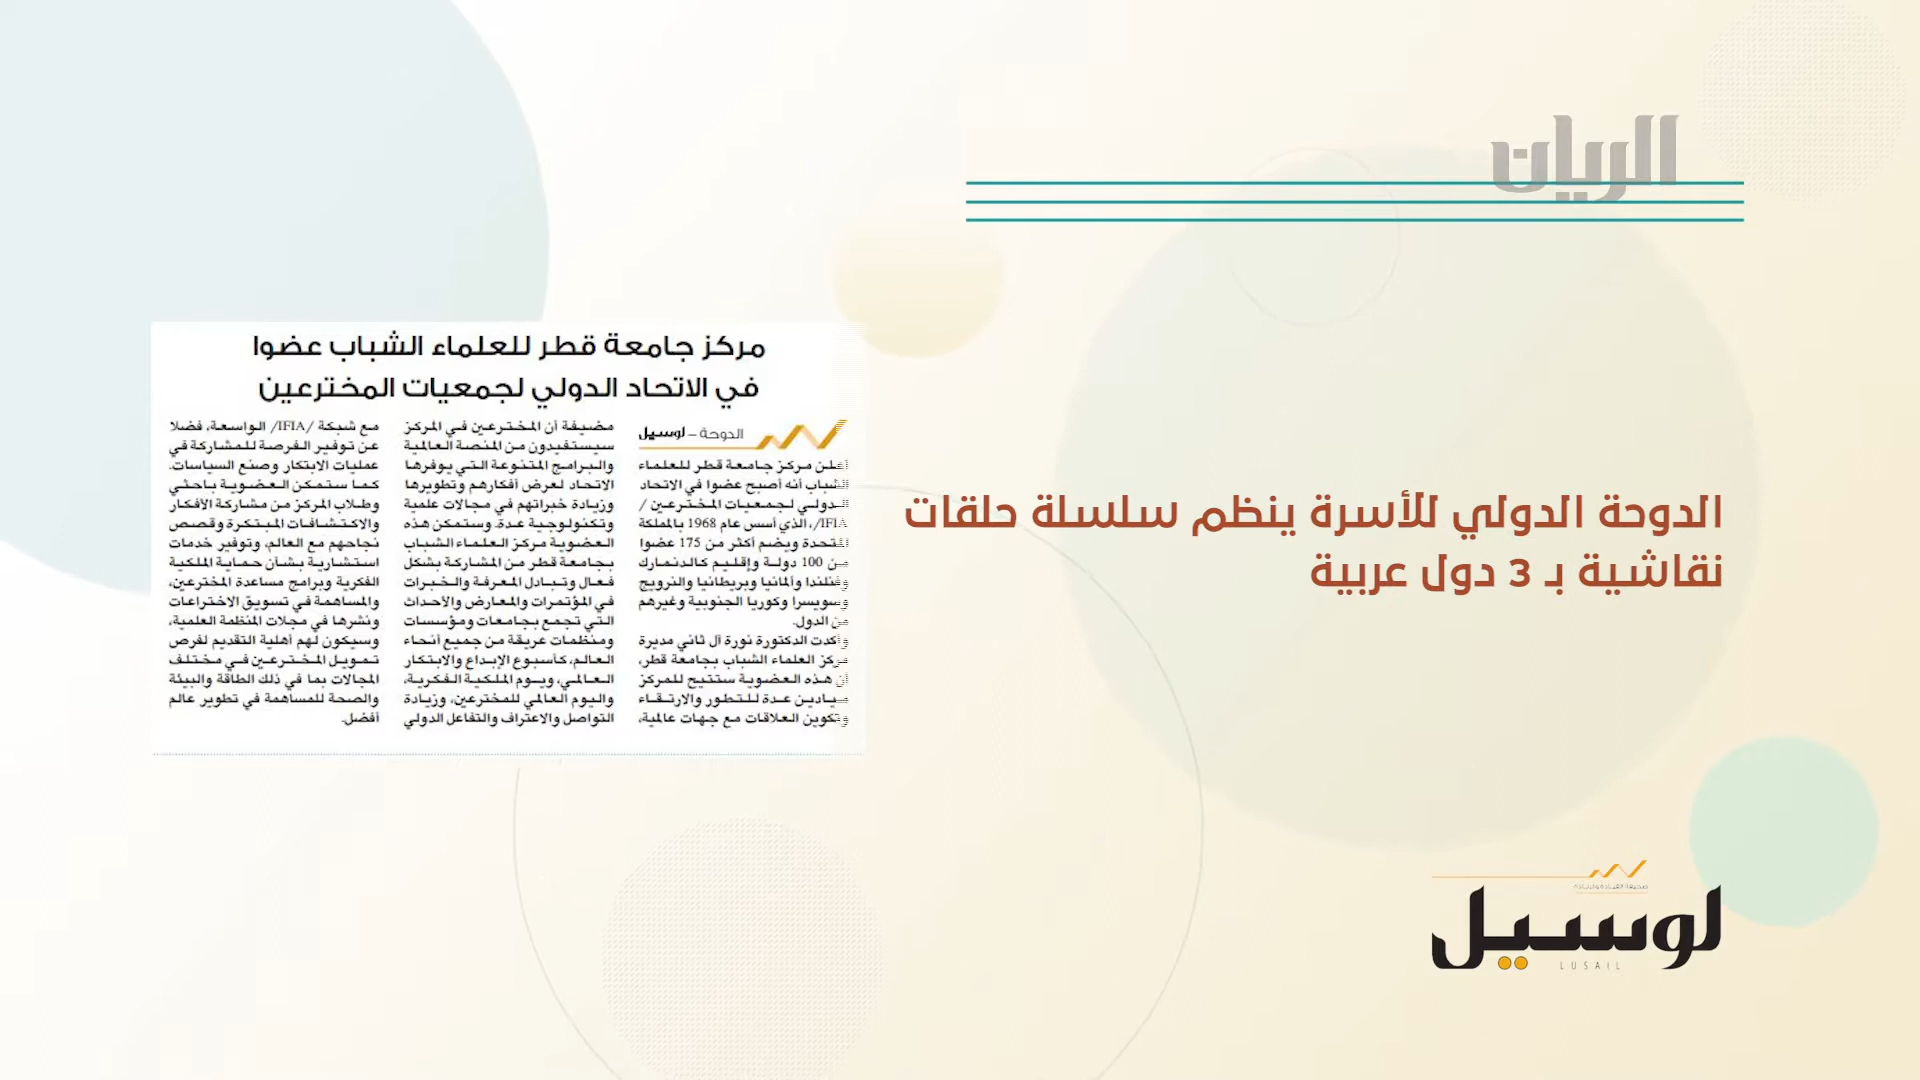 الريان
الدوحة الدولي للأسرة ينظم سلسلة حلقات
نقاشية بـ 3 دول عربية
مركز جامعة قطر للعلماء الشباب عضوا
في الاتحاد الدولي لجمعيات المخترعين
الدوحة – لوسيل
أعلن مركز جامعة قطر للعلماء
الشباب أنه أصبح عضوا في الاتحاد
الدولي لجمعيات المخترعين /
IFIA/، الذي أسس عام 1968 بالمملكة
المتحدة ويضم أكثر من 175 عضوا
من 100 دولة وإقليم كالدنمارك
وفنلندا وألمانيا وبريطانيا والنرويج
وسويسرا وكوريا الجنوبية وغيرهم
من الدول.
وأكدت الدكتورة نورة آل ثاني مديرة
مركز العلماء الشباب بجامعة قطر،
أن هذه العضوية ستتيح للمركز
ميادين عدة للتطور والارتقاء
وتكوين العلاقات مع جهات عالمية،
مضيفة أن المخترعين في المركز
سيستفيدون من المنصة العالمية
والبرامج المتنوعة التي يوفرها
الاتحاد لعرض أفكارهم وتطويرها
وزيادة خبراتهم في مجالات علمية
وتكنولوجية عدة. وستمكن هذه
العضوية مركز العلماء الشباب
بجامعة قطر من المشاركة بشكل
فعال وتبادل المعرفة والخبرات
في المؤتمرات والمعارض والأحداث
التي تجمع بجامعات ومؤسسات
ومنظمات عريقة من جميع أنحاء
العالم، كأسبوع الإبداع والابتكار
العالمي، ويوم الملكية الفكرية،
واليوم العالمي للمخترعين، وزيادة
التواصل والاعتراف والتفاعل الدولي
مع شبكة /IFIA/ الواسعة، فضلا
عن توفير الفرصة للمشاركة في
عمليات الابتكار وصنع السياسات.
كما ستمكن العضوية باحثي
وطلاب المركز من مشاركة الأفكار
والاكتشافات المبتكرة وقصص
نجاحهم مع العالم، وتوفير خدمات
استشارية بشأن حماية الملكية
الفكرية وبرامج مساعدة المخترعين،
والمساهمة في تسويق الاختراعات
ونشرها في مجلات المنظمة العلمية،
وسيكون لهم أهلية التقديم لفرص
تمويل المخترعين في مختلف
المجالات بما في ذلك الطاقة والبيئة
والصحة للمساهمة في تطوير عالم
أفضل.
لوسيل
LUSAIL